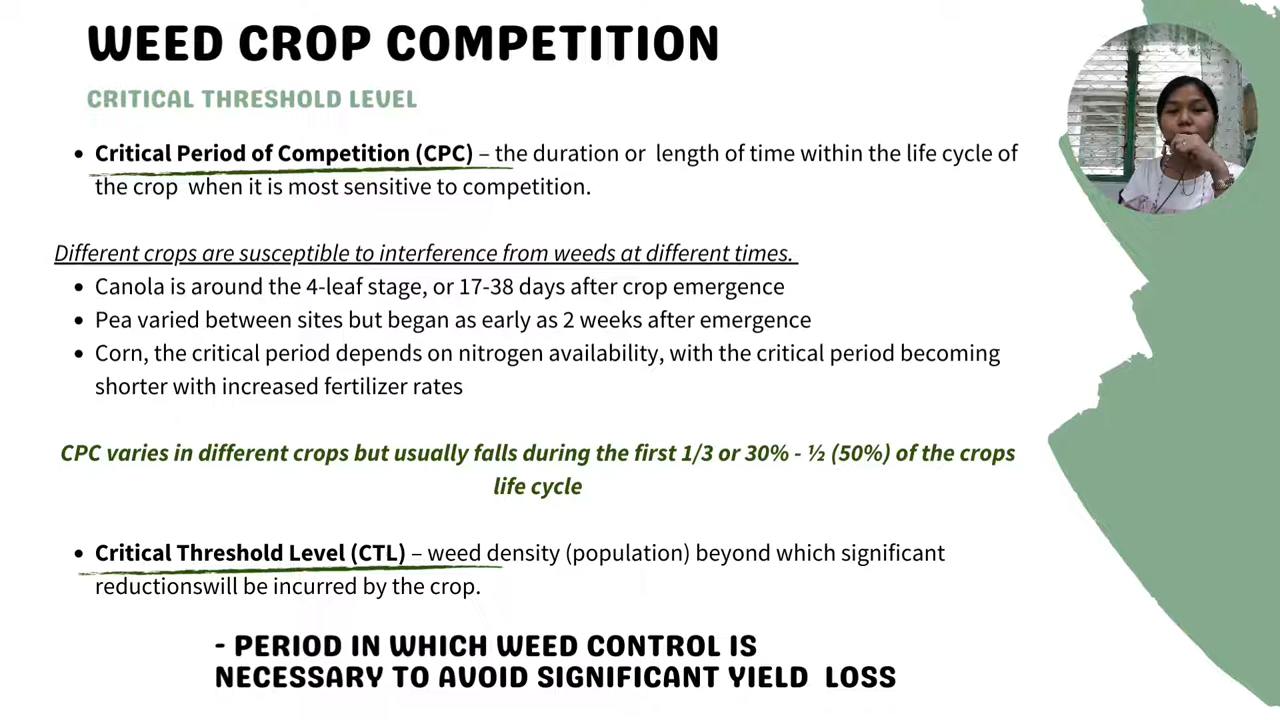 WEED CROP COMPETITION
CRITICAL THRESHOLD LEVEL
• Critical Period of Competition (CPC) – the duration or length of time within the life cycle of
the crop when it is most sensitive to competition.
Different crops are susceptible to interference from weeds at different times.
• Canola is around the 4-leaf stage, or 17-38 days after crop emergence
• Pea varied between sites but began as early as 2 weeks after emergence
• Corn, the critical period depends on nitrogen availability, with the critical period becoming
shorter with increased fertilizer rates
CPC varies in different crops but usually falls during the first 1/3 or 30% - ½ (50%) of the crops
life cycle
• Critical Threshold Level (CTL) – weed density (population) beyond which significant
reductionswill be incurred by the crop.
- PERIOD IN WHICH WEED CONTROL IS
NECESSARY TO AVOID SIGNIFICANT YIELD LOSS